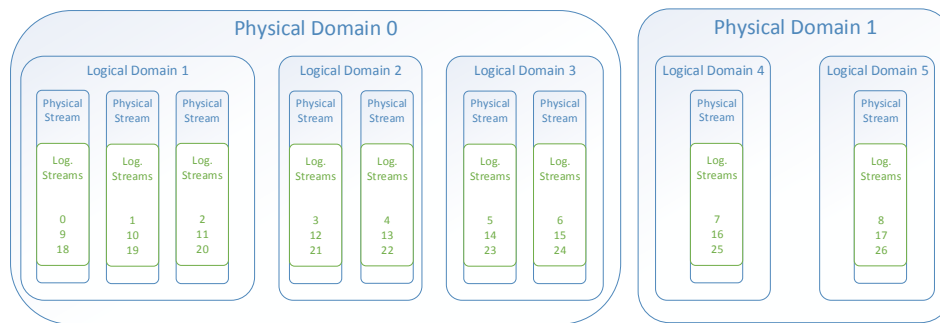 Physical Domain 0
Logical Domain 1
Physical
Stream
Log.
Streams
0
9
18
Physical
Stream
Log.
Streams
1
10
19
Physical
Stream
Log.
Streams
2
11
20
Logical Domain 2
Physical
Stream
Log.
Streams
3
12
21
Physical
Stream
Log.
Streams
4
13
22
Logical Domain 3
Physical
Stream
Log.
Streams
5
14
23
Physical
Stream
Log.
Streams
6
15
24
Physical Domain 1
Logical Domain 4
Physical
Stream
Log.
Streams
7
16
25
Logical Domain 5
Physical
Stream
Log.
Streams
8
17
26